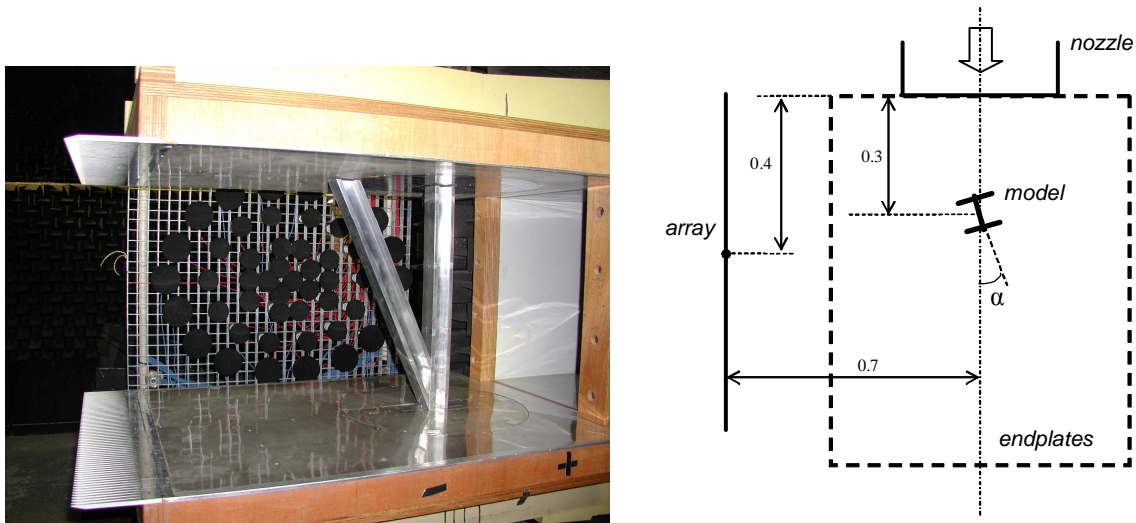 nozzle
0.4
0.3
model
array
α
0.7
endplates